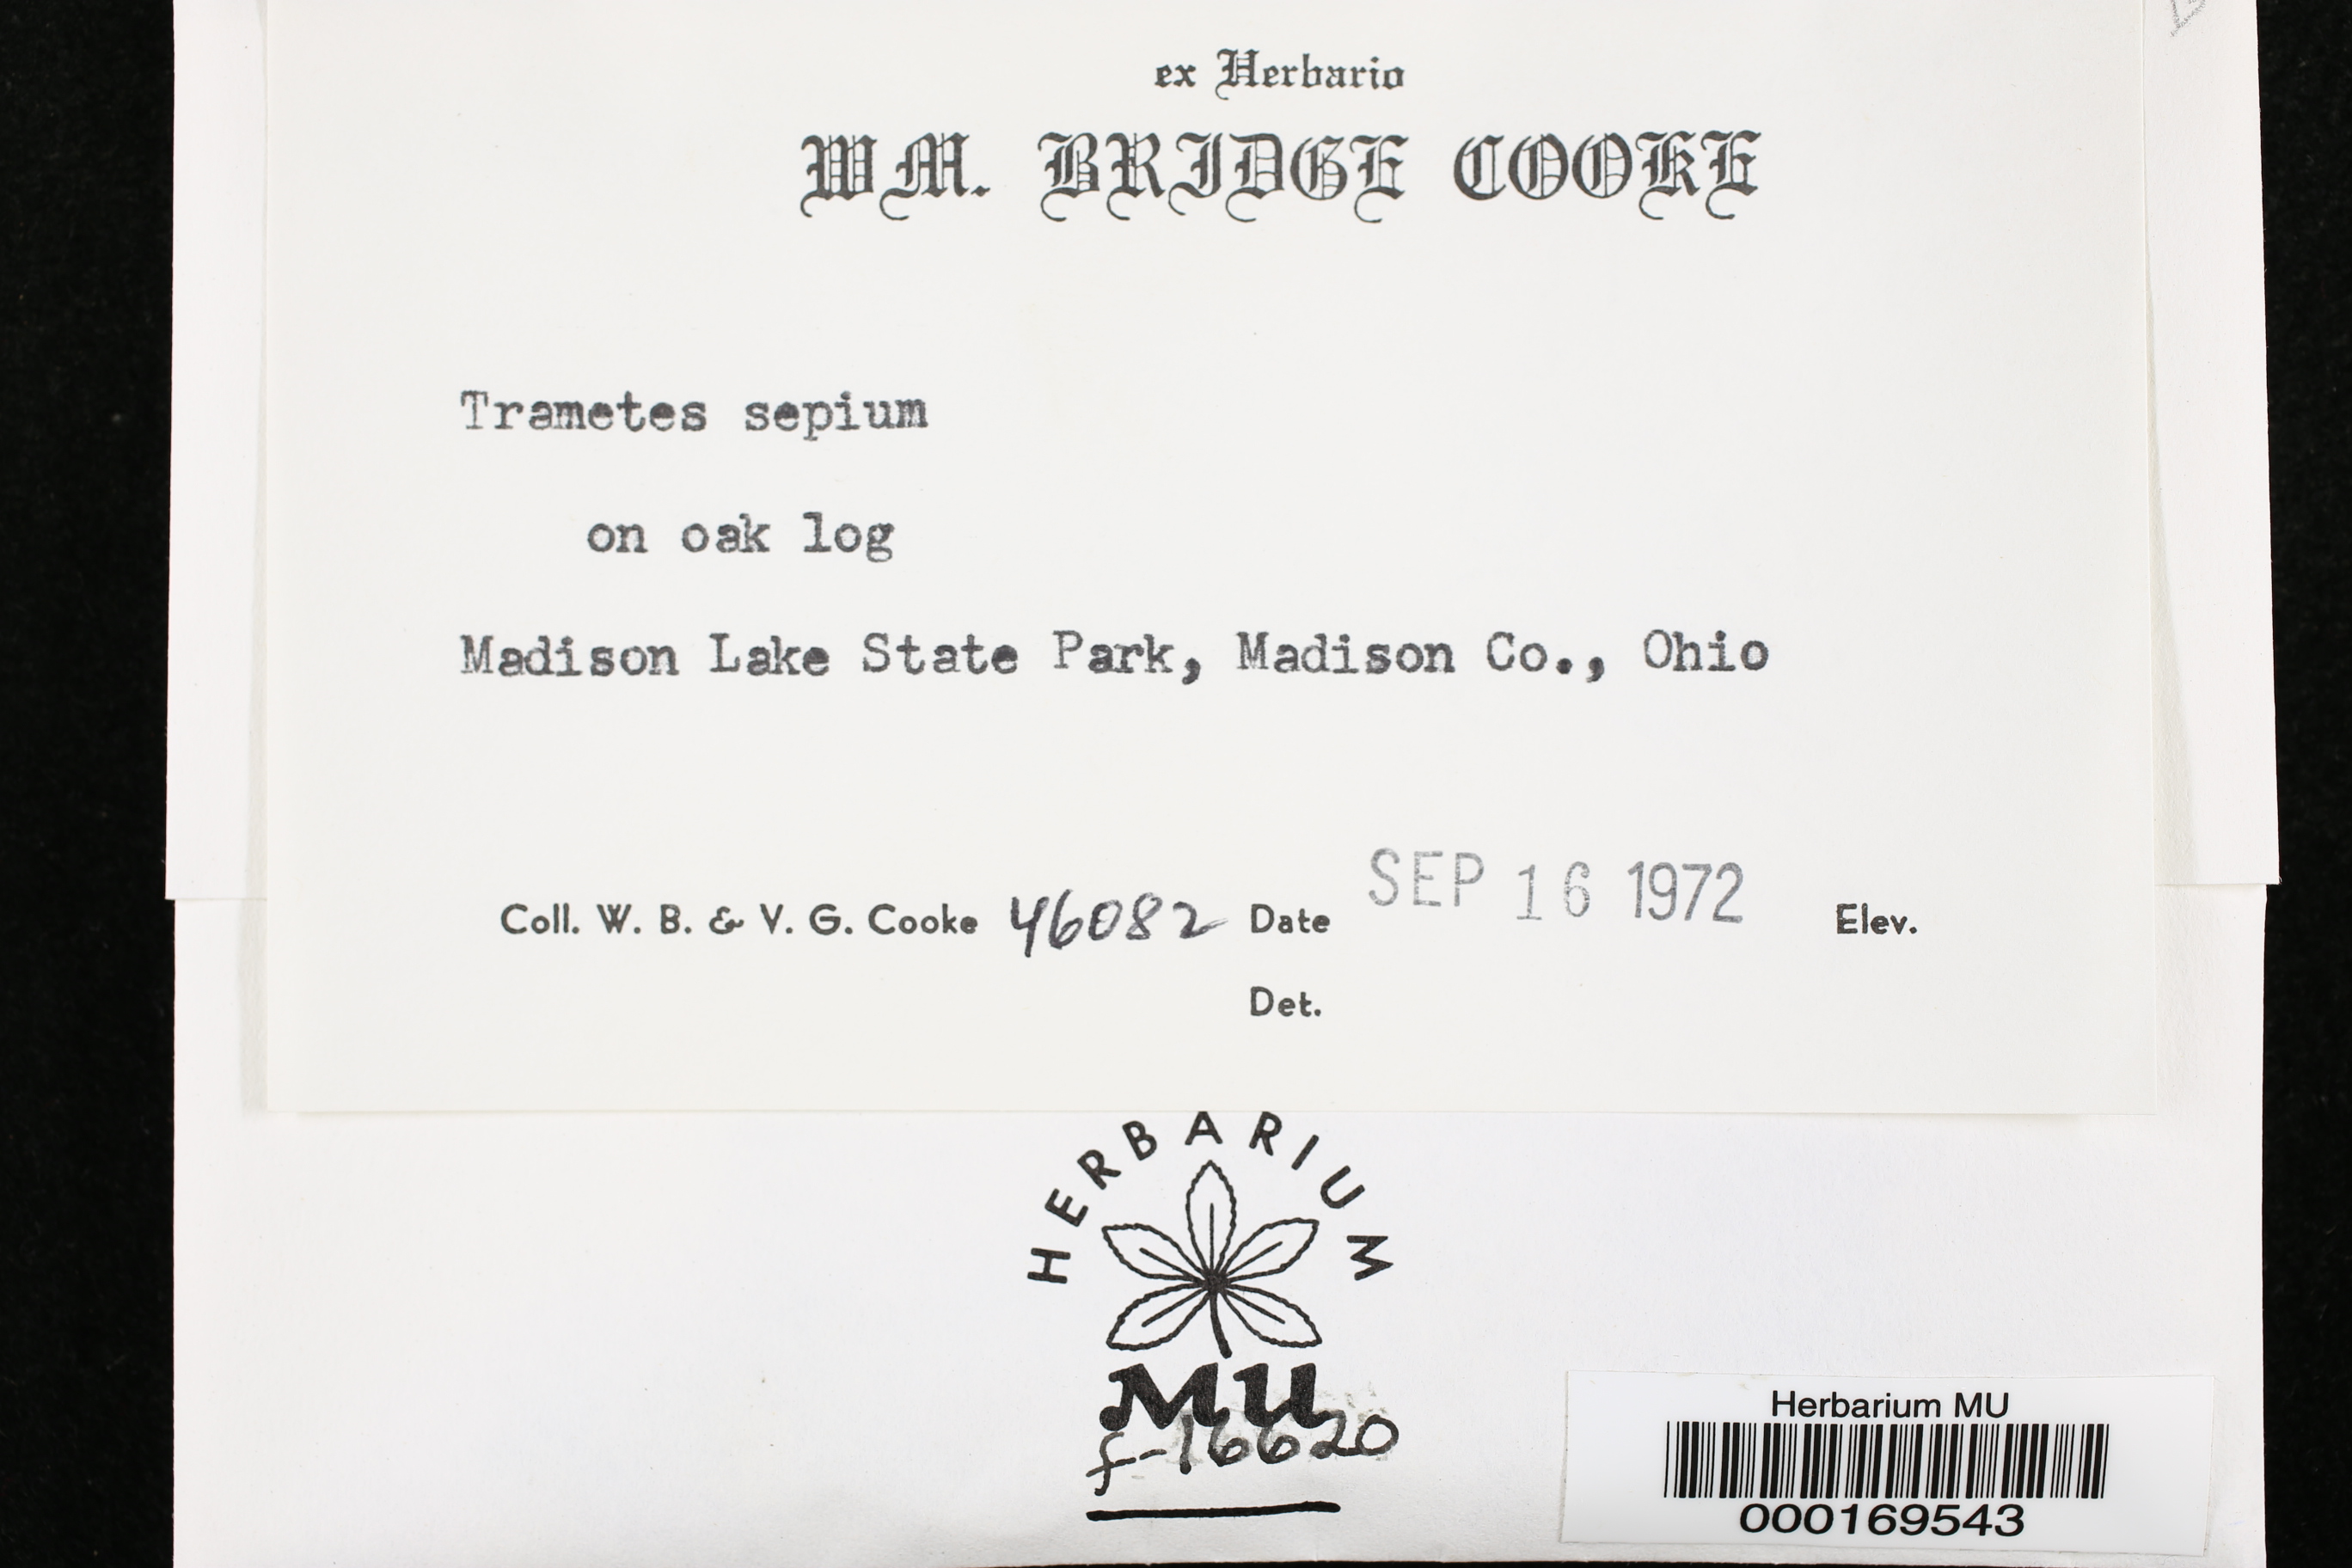 ex Herbario
WM. BRIDGE COOKE
Trametes sepium
on oak log
Madison Lake State Park, Madison Co., Ohio
Coll. W. B. & V. G. Cooke 46082 Date SEP 16 1972 Elev.
Det.
HERBARIUM
MU
f-16620
Herbarium MU
000169543